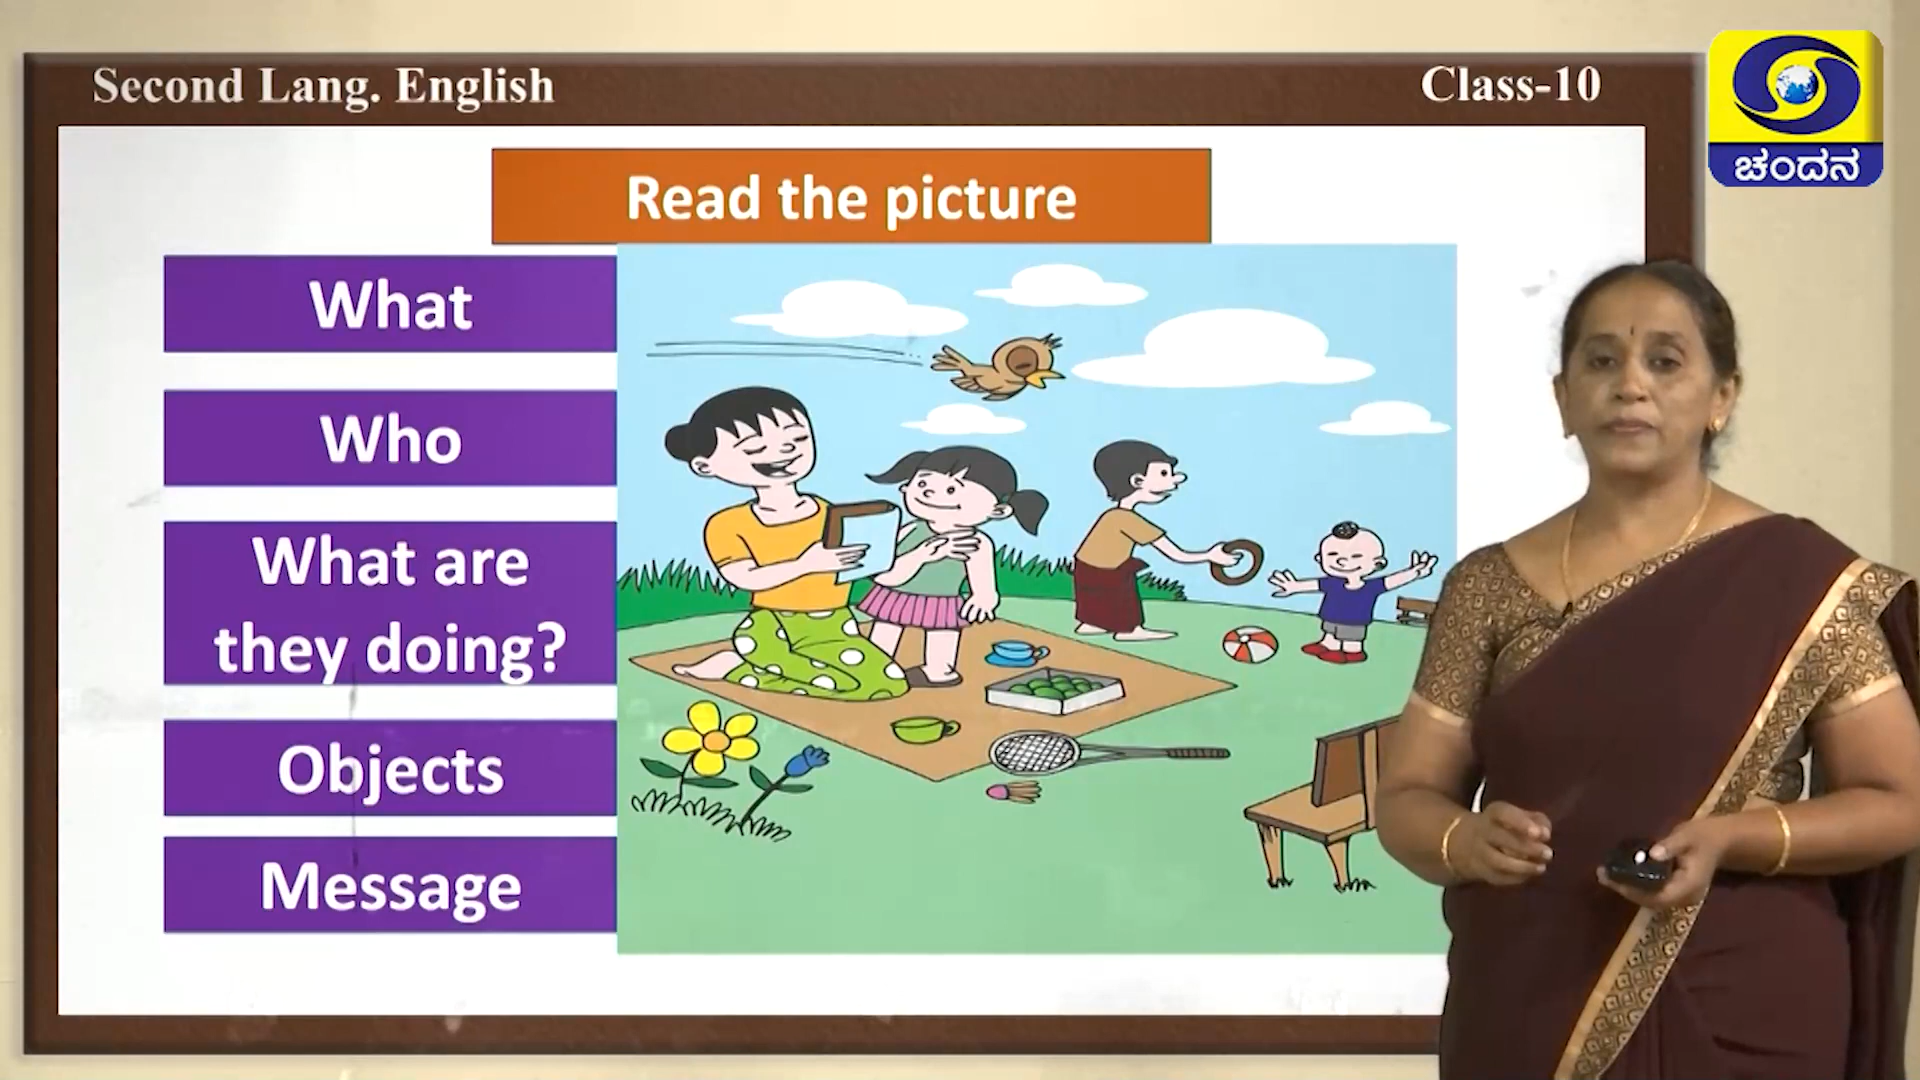 Second Lang. English
Class-10
ಚಂದನ
Read the picture
What
Who
What are
they doing?
Objects
Message